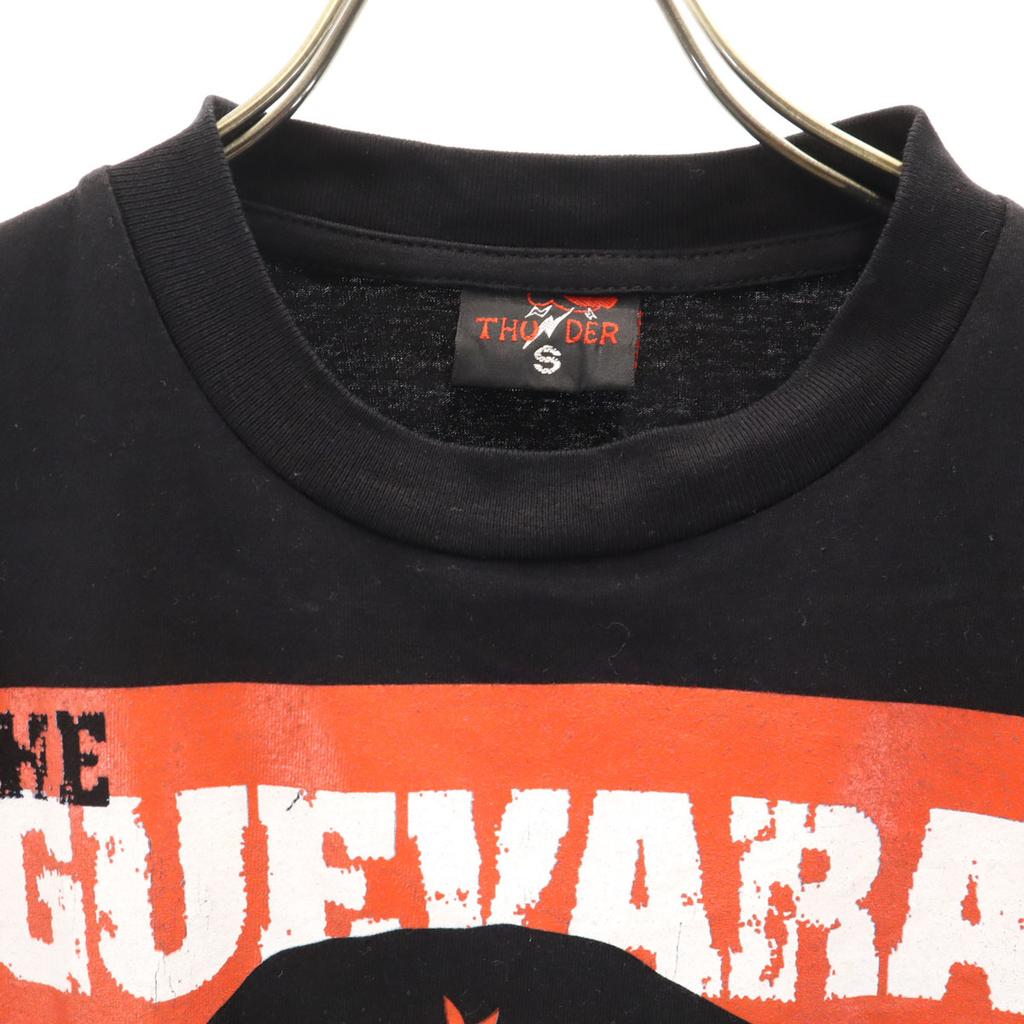 THUNDER
S
HE
GUEVARA